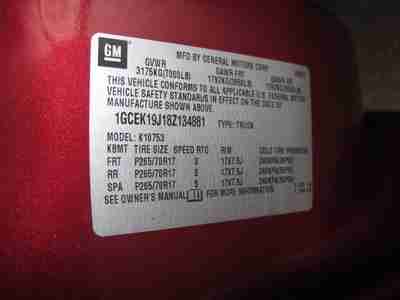 GM
MFD BY GENERAL MOTORS CORP
GVWR GAWR FRT GAWR RR
3175KG(7000LB)
THIS VEHICLE CONFORMS TO ALL APPLICABLE U.S. FEDERAL MOTOR
VEHICLE SAFETY STANDARDS IN EFFECT ON THE DATE OF
MANUFACTURE SHOWN ABOVE.
1GCEK19J18Z134881 TYPE: TRUCK
MODEL: K10753
TIRE SIZE SPEED RTG RIM COLD TIRE PRESSURE
FRT P265/70R17 S 17X7.5J
RR P265/70R17 S 17X7.5J
SPA P265/70R17 S 17X7.5J
SEE OWNER'S MANUAL FOR MORE INFORMATION